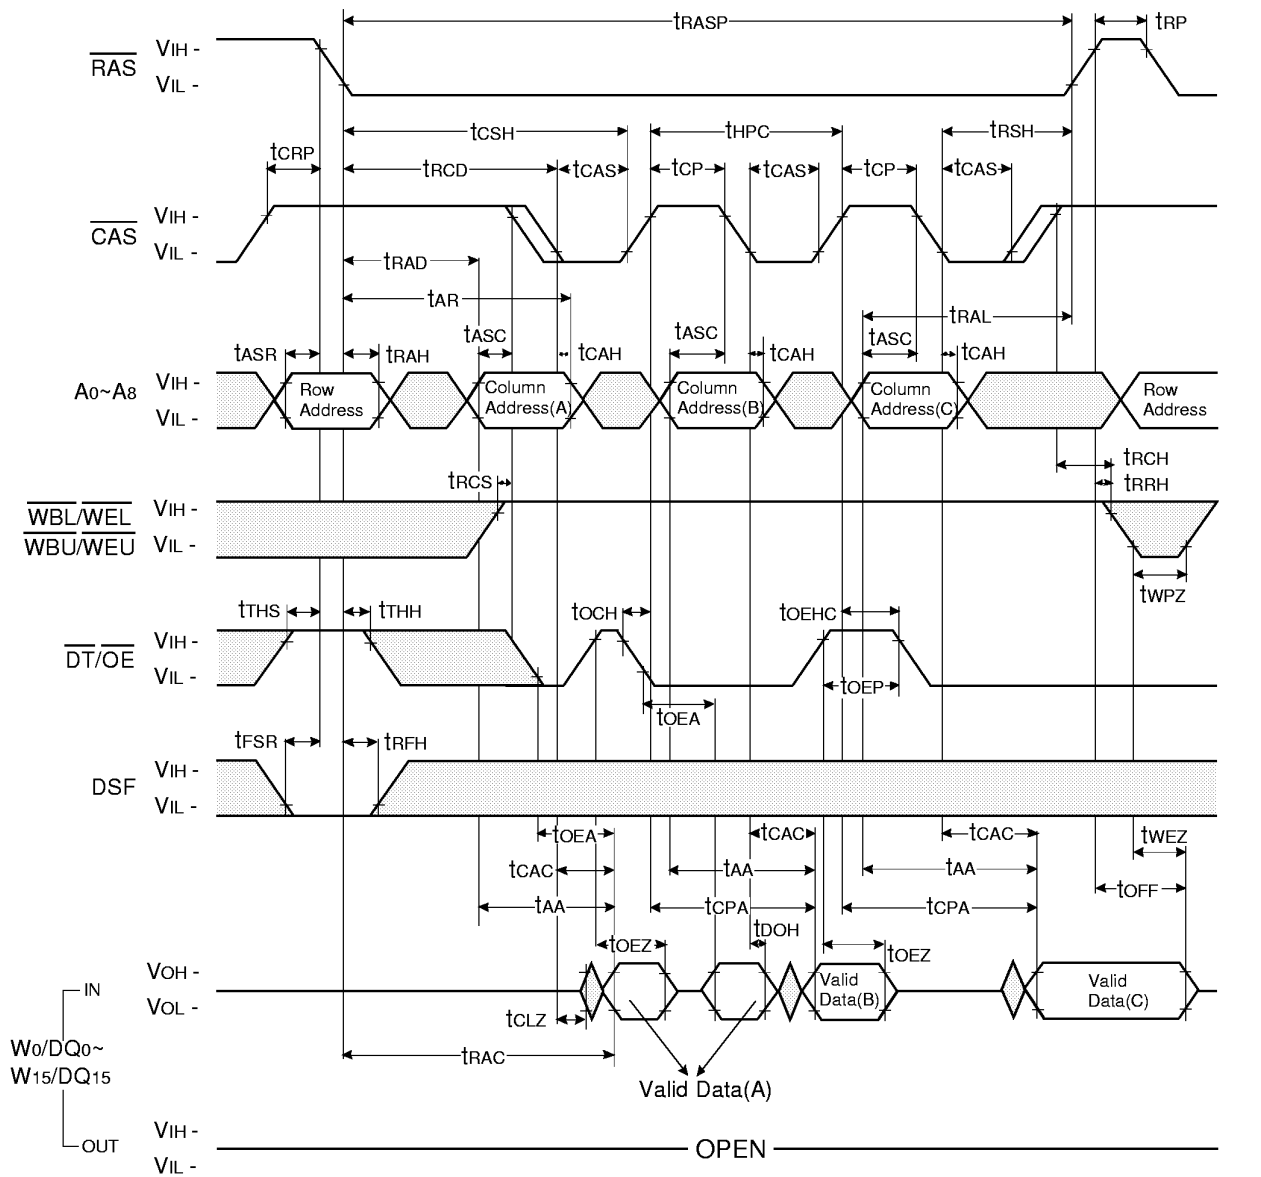 tRASP tRP
VIH -
RAS
VIL -
tCSH tHPC tRSH
tCRP tRCD tCAS tCP tCAS tCP tCAS
VIH -
CAS
VIL -
tRAD
tAR
tRAL
tASR tRAH tASC tCAH tASC tCAH tASC tCAH
VIH -
A0~A8
VIL -
Row Address
Column Address(A)
Column Address(B)
Column Address(C)
Row Address
tRCH
tRCS tRRH
WBL/WEL VIH -
WBU/WEU VIL -
tWPZ
tTHS tTHH tOCH tOEHC
VIH -
DT/OE
VIL -
tOEP
tOEA
tFSR tRFH
VIH -
DSF
VIL -
tOEA tCAC tCAC tWEZ
tCAC tAA tAA tOFF
tAA tCPA tCPA
tDOH
tOEZ tOEZ
VOH -
IN VOL -
Valid Data(B)
Valid Data(C)
tCLZ
W0/DQ0~
W15/DQ15
tRAC
Valid Data(A)
VIH -
OUT OPEN
VIL -